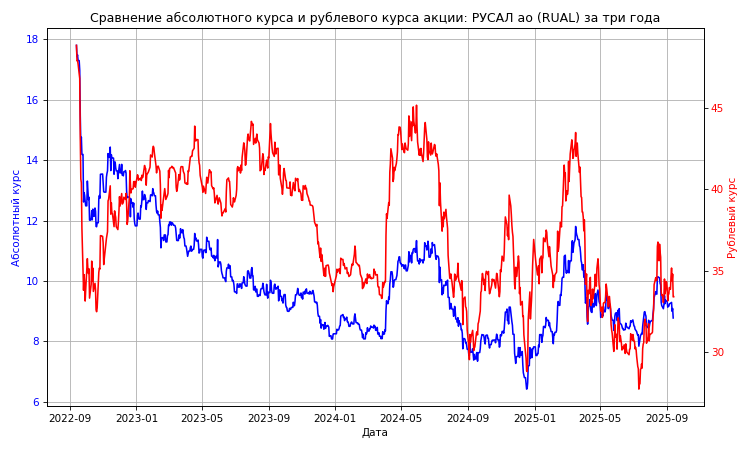 Сравнение абсолютного курса и рублевого курса акции: РУСАЛ ао (RUAL) за три года
18
16
14
12
10
8
6
Абсолютный курс
45
40
35
30
Рублевый курс
2022-09 2023-01 2023-05 2023-09 2024-01 2024-05 2024-09 2025-01 2025-05 2025-09
Дата